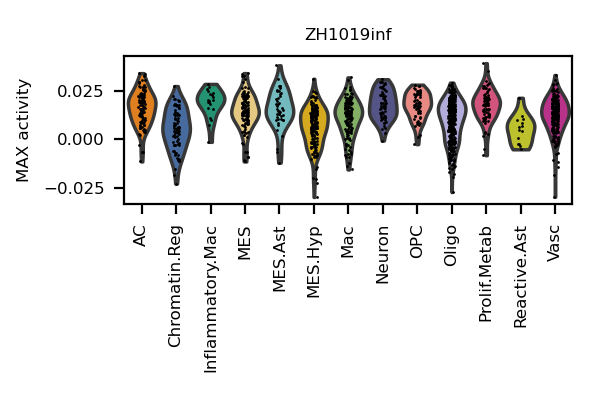 ZH1019inf
MAX activity
0.025
0.000
−0.025
AC
Chromatin.Reg
Inflammatory.Mac
MES
MES.Ast
MES.Hyp
Mac
Neuron
OPC
Oligo
Prolif.Metab
Reactive.Ast
Vasc